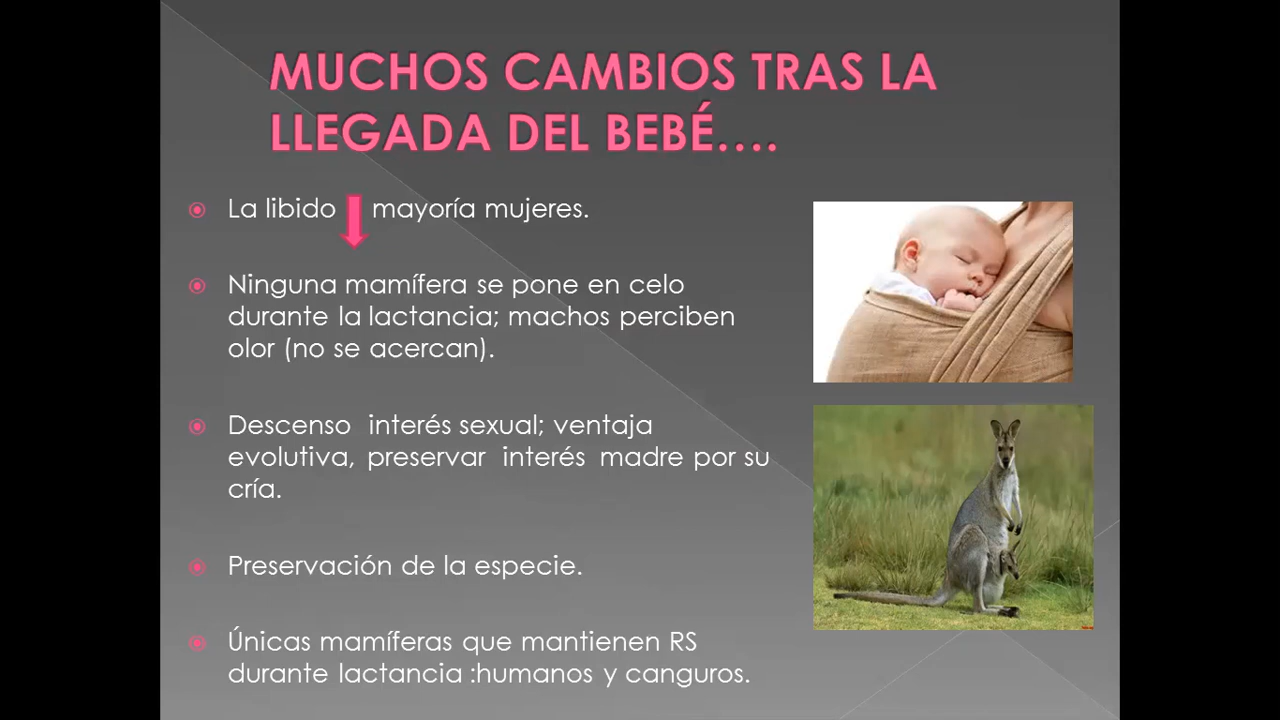 MUCHOS CAMBIOS TRAS LA
LLEGADA DEL BEBÉ....
La libido mayoría mujeres.
Ninguna mamífera se pone en celo
durante la lactancia; machos perciben
olor (no se acercan).
Descenso interés sexual; ventaja
evolutiva, preservar interés madre por su
cría.
Preservación de la especie.
Únicas mamíferas que mantienen RS
durante lactancia :humanos y canguros.